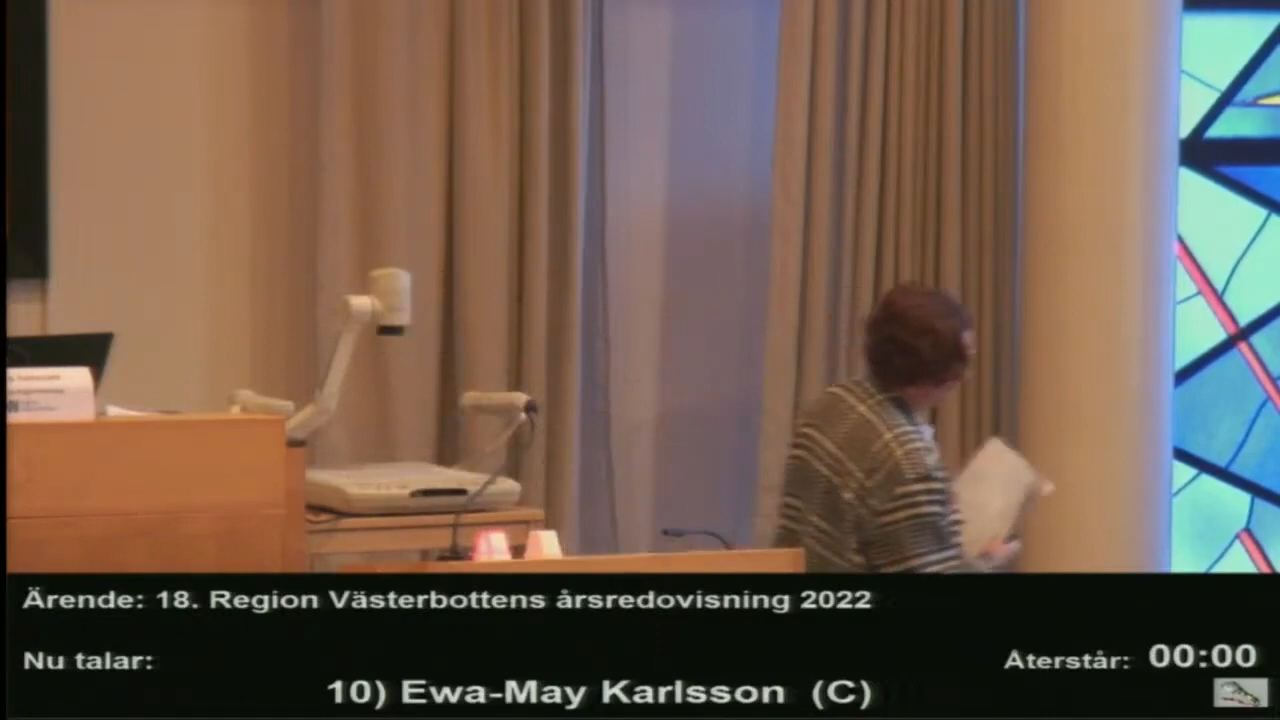 Ärende: 18. Region Västerbottens årsredovisning 2022
Nu talar:
Återstår: 00:00
10) Ewa-May Karlsson (C)